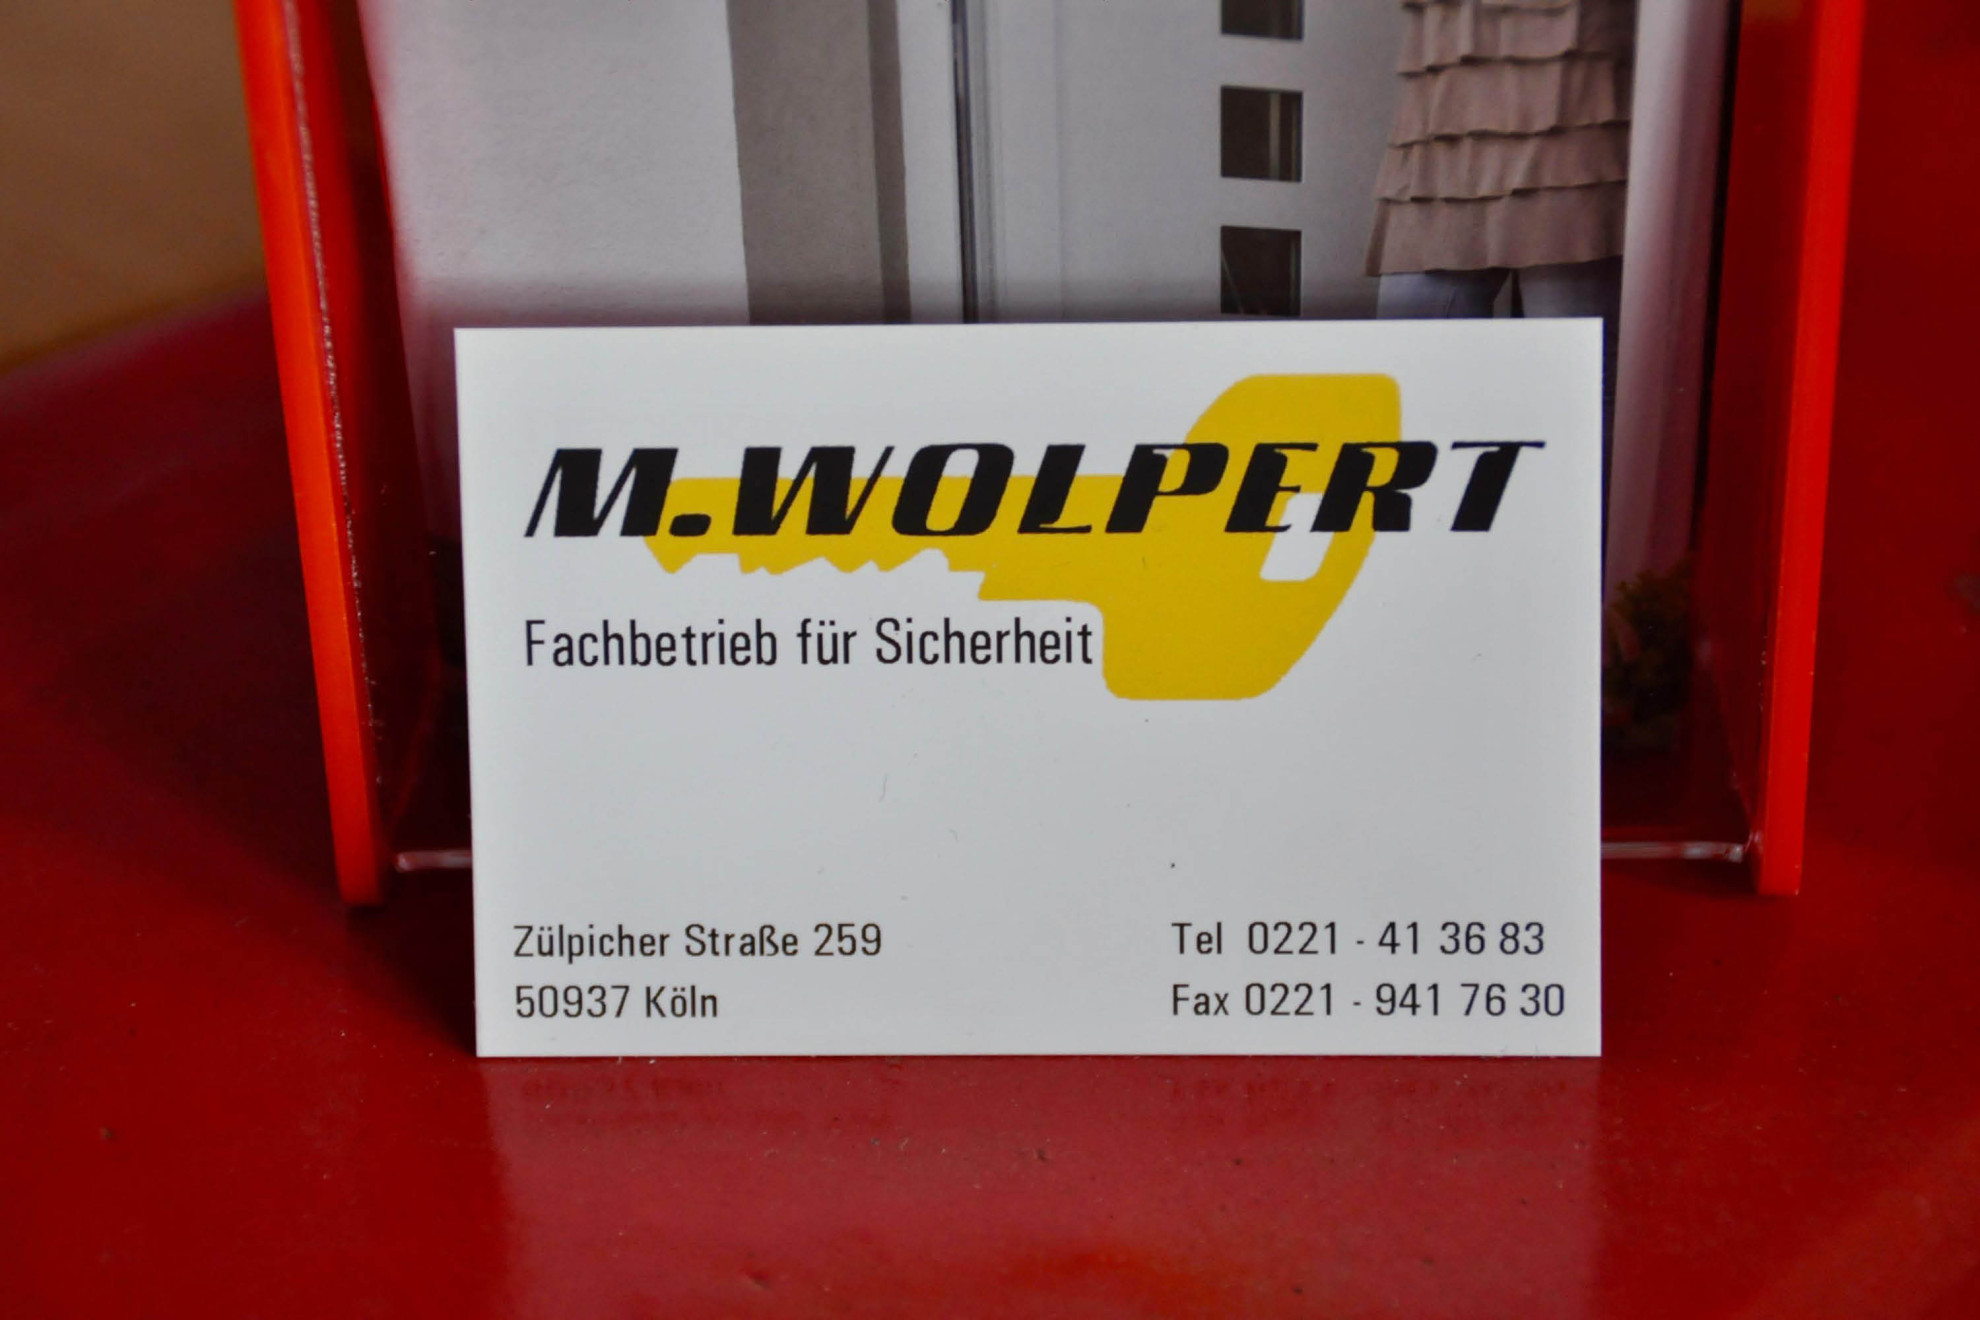 M.WOLPERT
Fachbetrieb für Sicherheit
Zülpicher Straße 259
50937 Köln
Tel 0221 - 41 36 83
Fax 0221 - 941 76 30